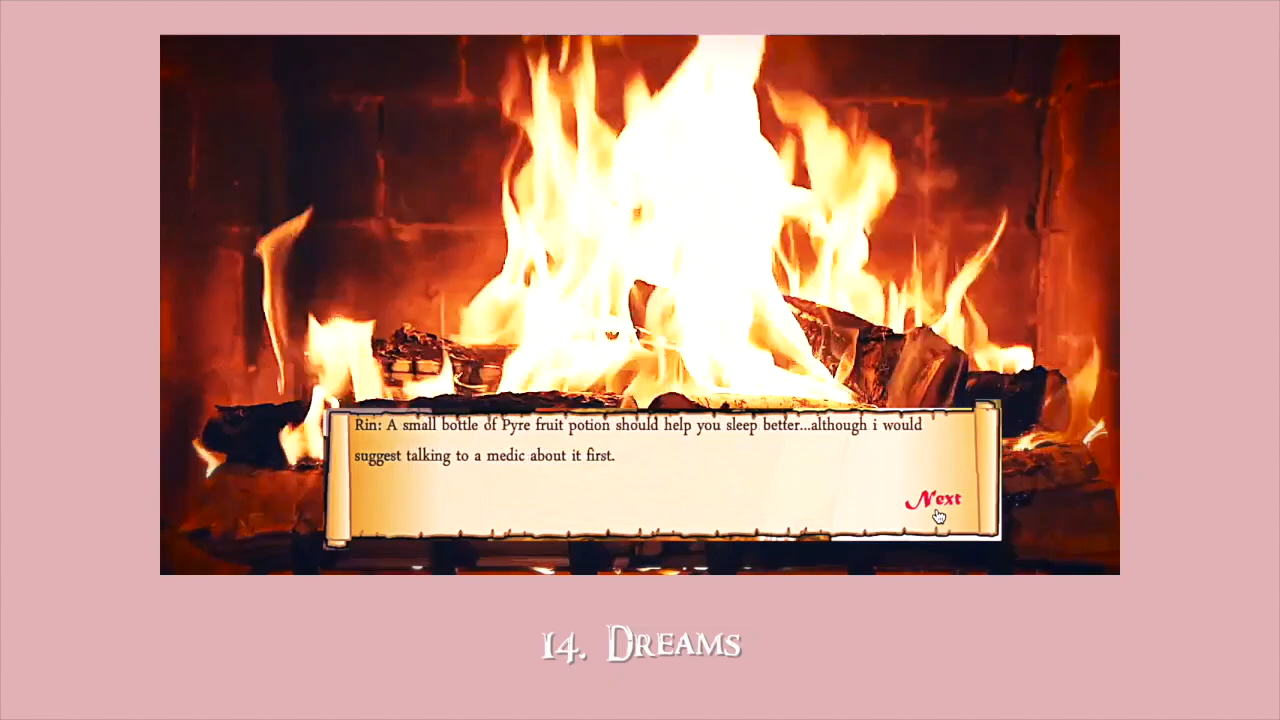 Rin: A small bottle of Pyre fruit potion should help you sleep better...although i would
suggest talking to a medic about it first.
Next
14. Dreams